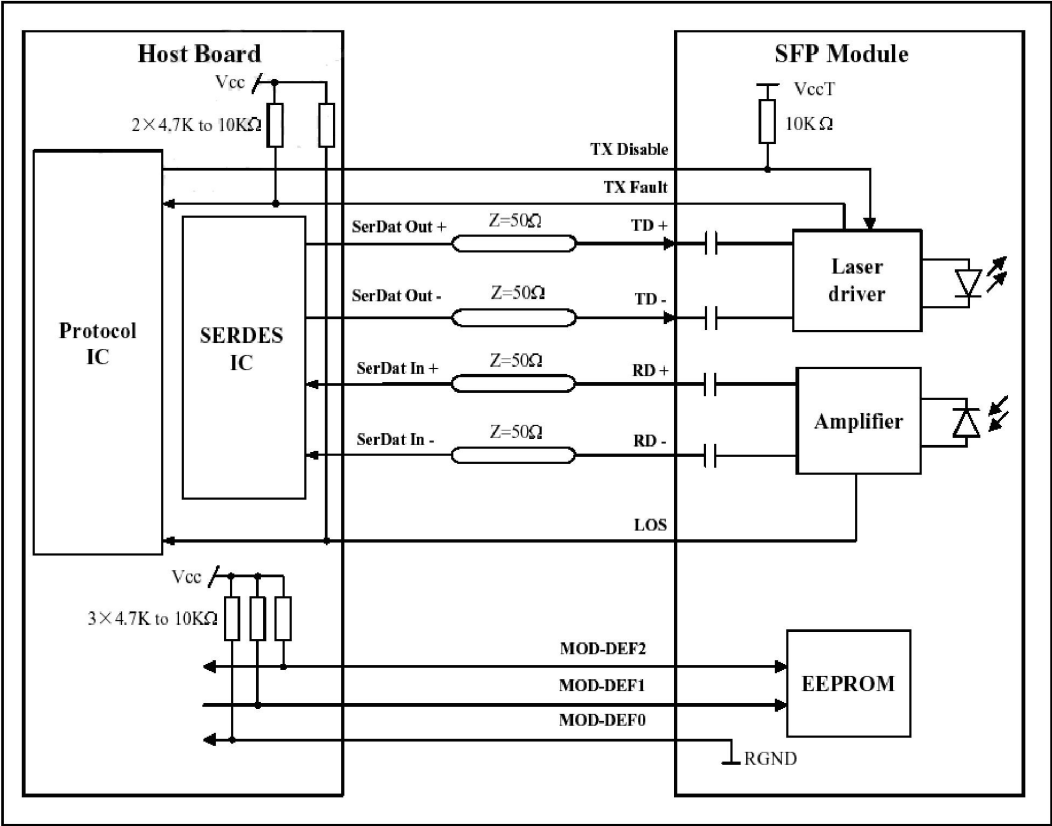 Host Board
SFP Module
Vcc
VccT
2×4,7K to 10KΩ
10KΩ
TX Disable
TX Fault
SerDat Out +
Z=50Ω
TD +
SerDat Out -
Z=50Ω
TD -
Laser
driver
Protocol
IC
SERDES
IC
SerDat In +
Z=50Ω
RD +
SerDat In -
Z=50Ω
RD -
Amplifier
LOS
Vcc
3×4.7K to 10KΩ
MOD-DEF2
MOD-DEF1
MOD-DEF0
EEPROM
RGND